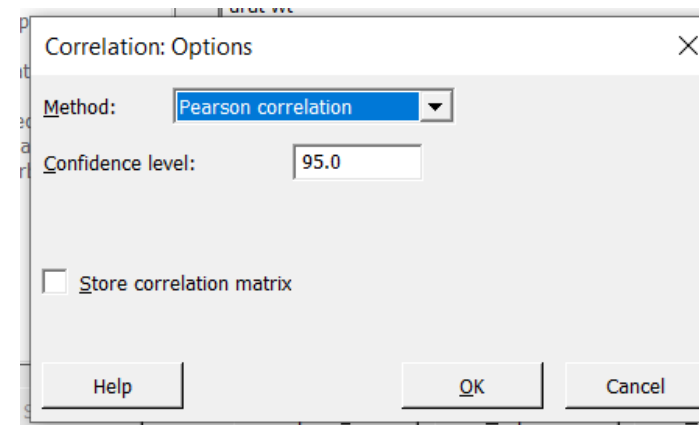 Correlation: Options
Method: Pearson correlation
Confidence level: 95.0
Store correlation matrix
Help OK Cancel